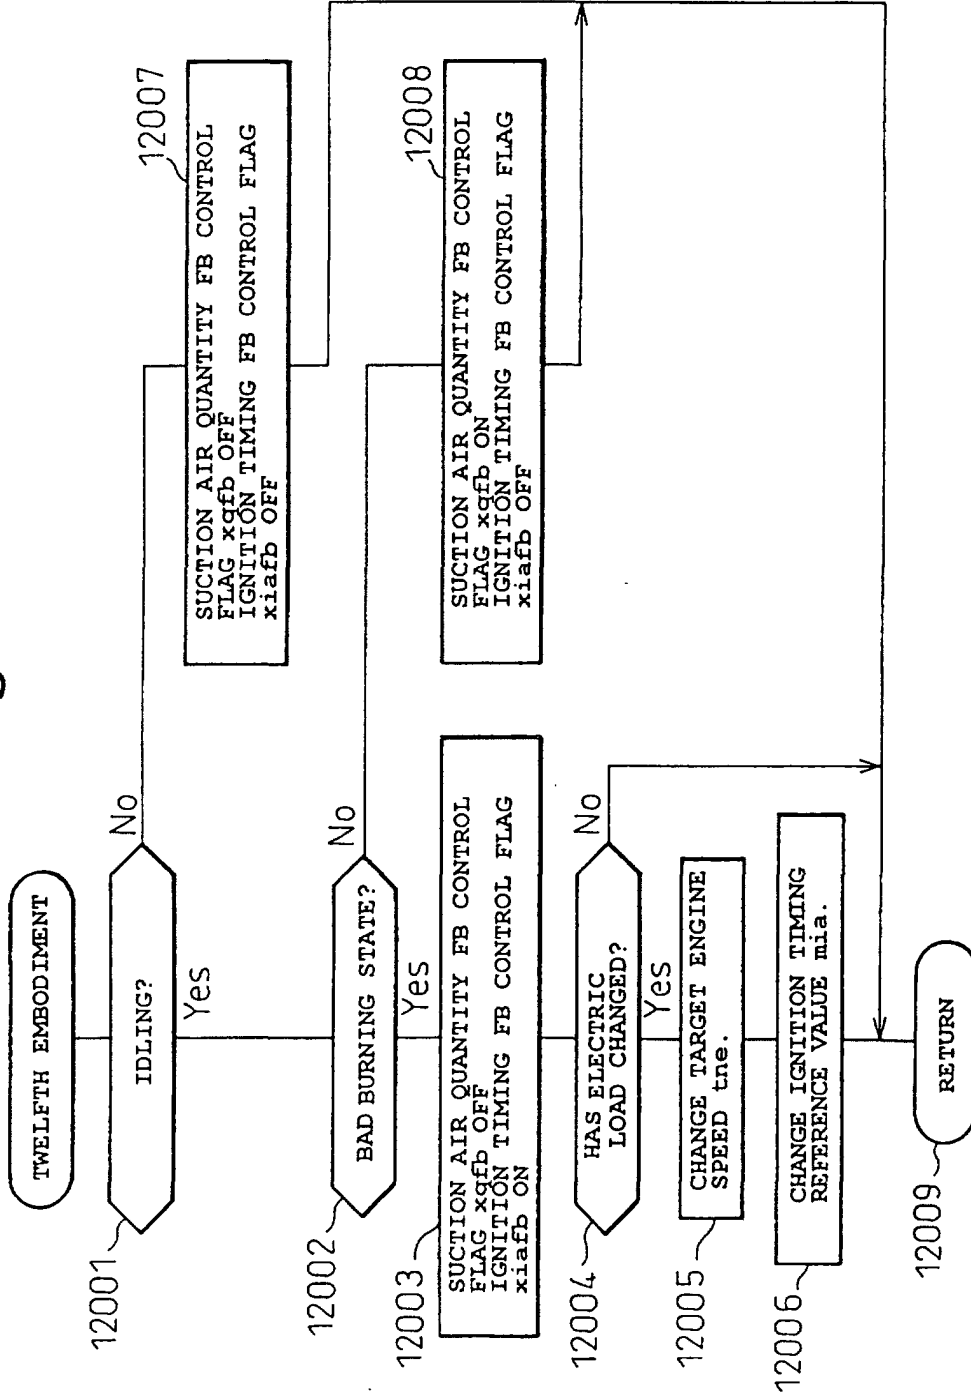 TWELFTH EMBODIMENT
12001
IDLING?
No
Yes
12007
SUCTION AIR QUANTITY FB CONTROL
FLAG xqfb OFF
IGNITION TIMING FB CONTROL FLAG
xiafb OFF
12002
BAD BURNING STATE?
No
Yes
12008
SUCTION AIR QUANTITY FB CONTROL
FLAG xqfb ON
IGNITION TIMING FB CONTROL FLAG
xiafb OFF
12003
SUCTION AIR QUANTITY FB CONTROL
FLAG xqfb OFF
IGNITION TIMING FB CONTROL FLAG
xiafb ON
12004
HAS ELECTRIC
LOAD CHANGED?
No
Yes
12005
CHANGE TARGET ENGINE
SPEED tne.
12006
CHANGE IGNITION TIMING
REFERENCE VALUE mia.
12009
RETURN